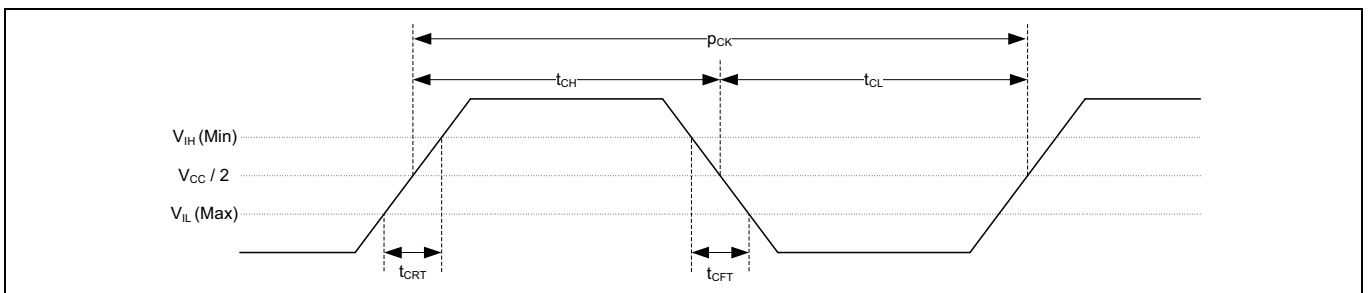 pCK
tCH
tCL
VIH (Min)
VCC / 2
VIL (Max)
tCRT
tCFT